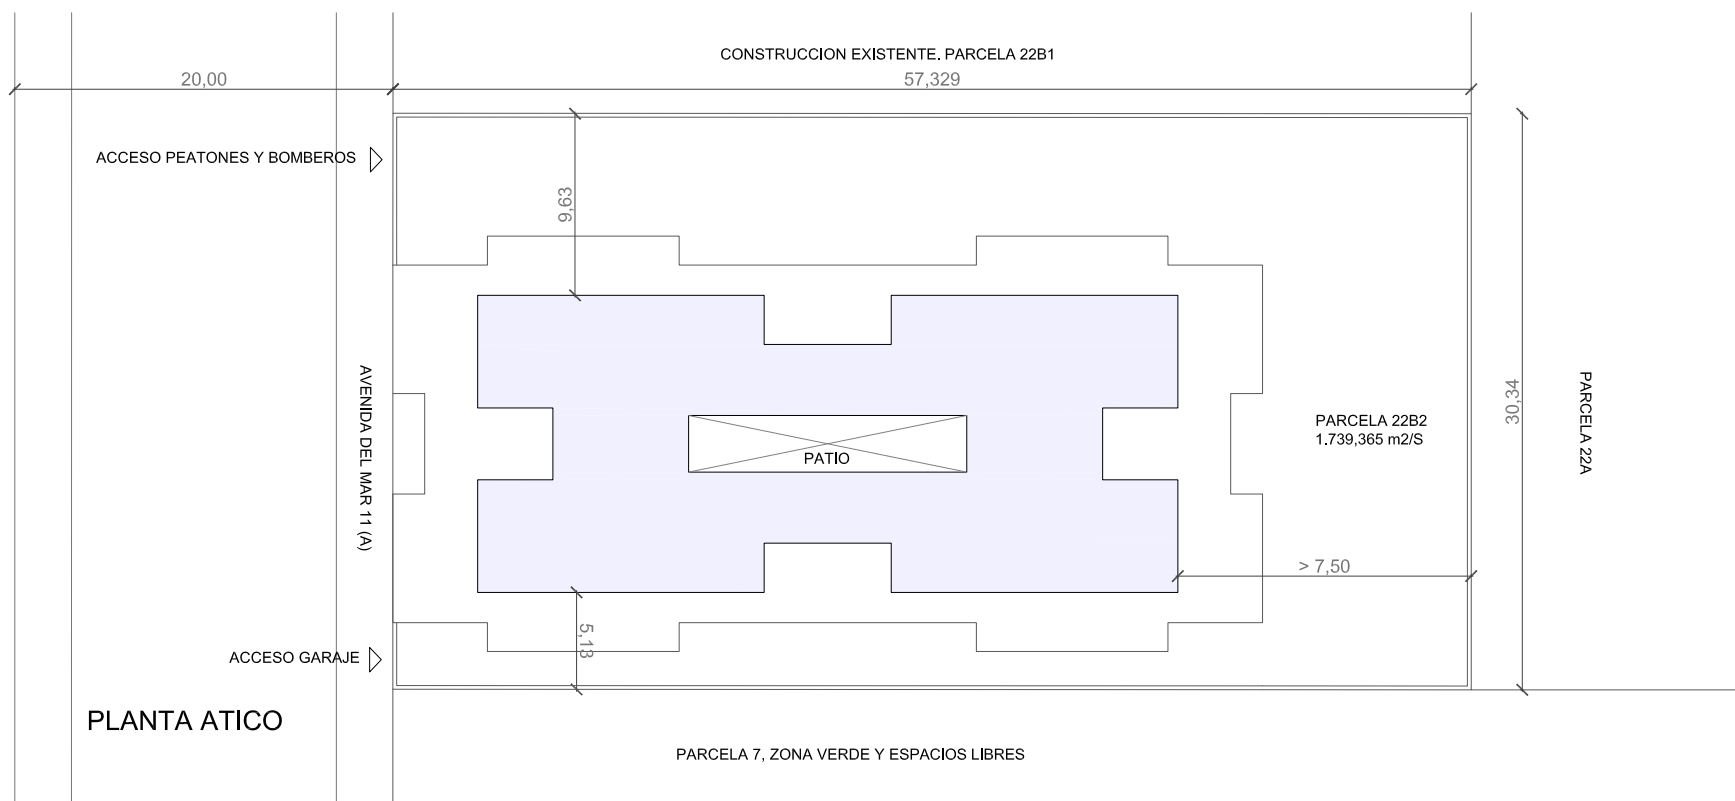 CONSTRUCCION EXISTENTE. PARCELA 22B1
20,00
57,329
ACCESO PEATONES Y BOMBEROS
9,63
AVENIDA DEL MAR 11 (A)
PATIO
PARCELA 22B2
1.739,365 m2/S
30,34
PARCELA 22A
> 7,50
5,13
ACCESO GARAJE
PLANTA ATICO
PARCELA 7, ZONA VERDE Y ESPACIOS LIBRES